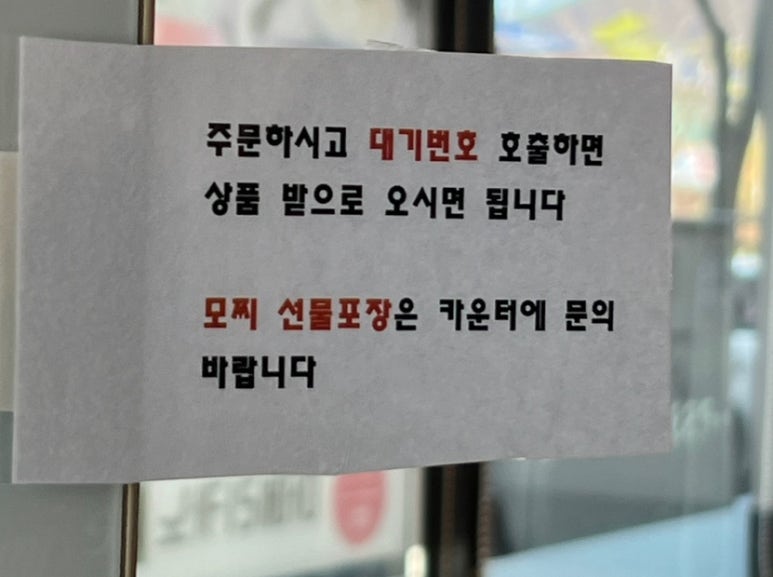 주문하시고 대기번호 호출하면
상품 받으로 오시면 됩니다
모찌 선물포장은 카운터에 문의
바랍니다